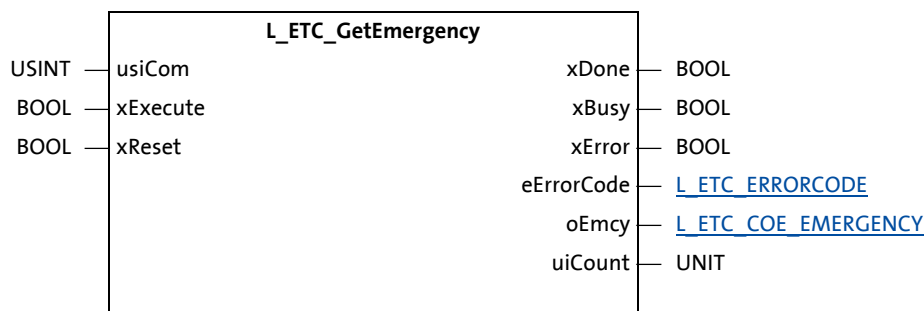 L_ETC_GetEmergency
USINT usiCom xDone BOOL
BOOL xExecute xBusy BOOL
BOOL xReset xError BOOL
eErrorCode L_ETC_ERRORCODE
oEmcy L_ETC_COE_EMERGENCY
uiCount UNIT